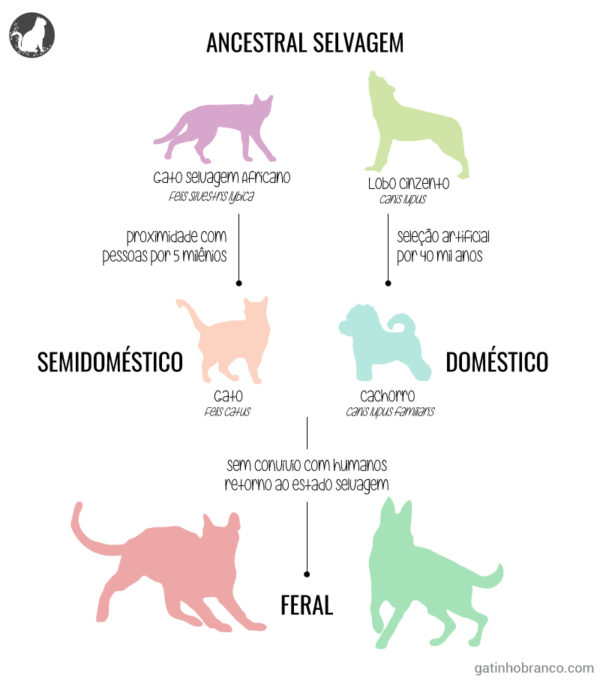 ANCESTRAL SELVAGEM
Gato Selvagem Africano
Felis silvestris lybica
Lobo Cinzento
canis lupus
proximidade com
pessoas por 5 milênios
seleção artificial
por 40 mil anos
SEMIDOMÉSTICO
DOMÉSTICO
Gato
Felis catus
cachorro
canis lupus familiaris
sem convívio com humanos
retorno ao estado selvagem
FERAL
gatinhobranco.com